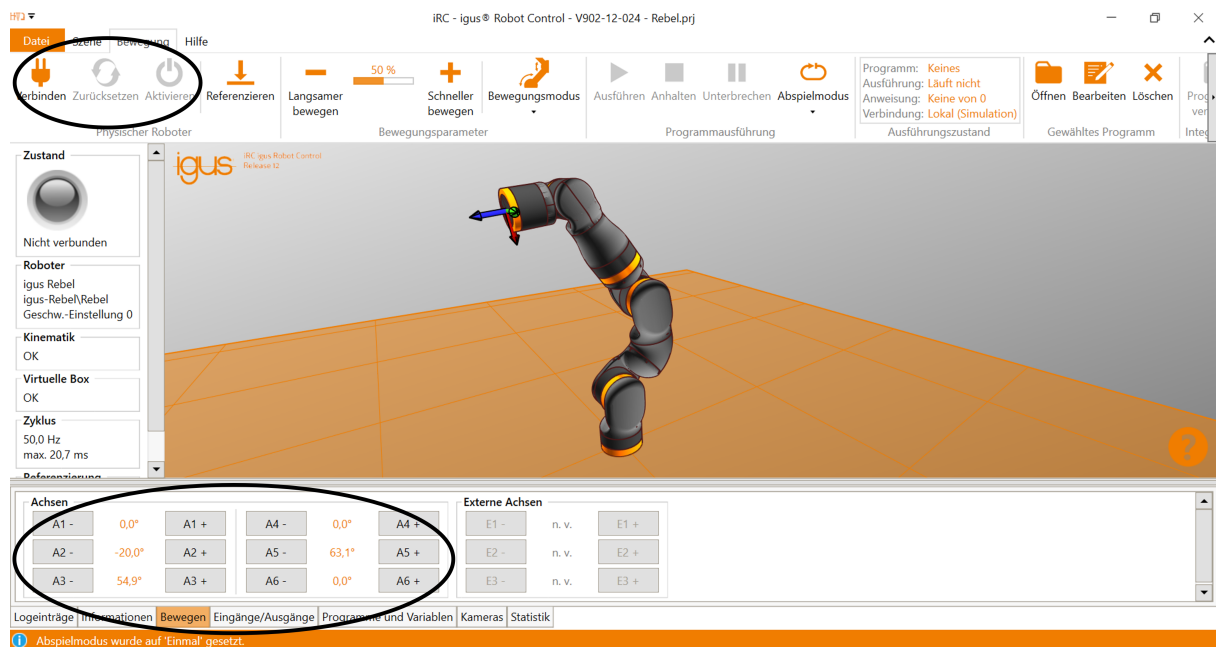 iRC - igus® Robot Control - V902-12-024 - Rebel.prj
Datei Szene Bewegung Hilfe
50 %
Verbinden Zurücksetzen Aktivieren Referenzieren Langsamer bewegen Schneller bewegen Bewegungsmodus Ausführen Anhalten Unterbrechen Abspielmodus
Programm: Keines
Ausführung: Läuft nicht
Anweisung: Keine von 0
Verbindung: Lokal (Simulation)
Öffnen Bearbeiten Löschen
Physischer Roboter Bewegungsparameter Programmausführung Ausführungszustand Gewähltes Programm
Zustand
Nicht verbunden
Roboter
igus Rebel
igus-Rebel\Rebel
Geschw.-Einstellung 0
Kinematik
OK
Virtuelle Box
OK
Zyklus
50,0 Hz
max. 20,7 ms
Referenzierung
igus
iRC-igus Robot Control
Release 12
?
Achsen Externe Achsen
A1 - 0,0° A1 + A4 - 0,0° A4 + E1 - n. v. E1 +
A2 - -20,0° A2 + A5 - 63,1° A5 + E2 - n. v. E2 +
A3 - 54,9° A3 + A6 - 0,0° A6 + E3 - n. v. E3 +
Logeinträge Informationen Bewegen Eingänge/Ausgänge Programme und Variablen Kameras Statistik
Abspielmodus wurde auf 'Einmal' gesetzt.